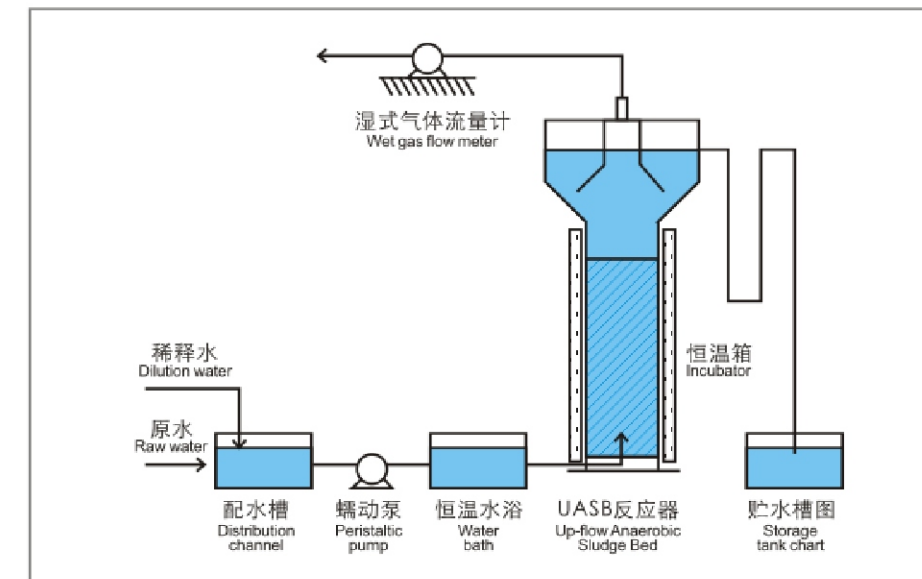 湿式气体流量计
Wet gas flow meter
稀释水
Dilution water
原水
Raw water
恒温箱
Incubator
配水槽
Distribution
channel
蠕动泵
Peristaltic
pump
恒温水浴
Water
bath
UASB反应器
Up-flow Anaerobic
Sludge Bed
贮水槽图
Storage
tank chart